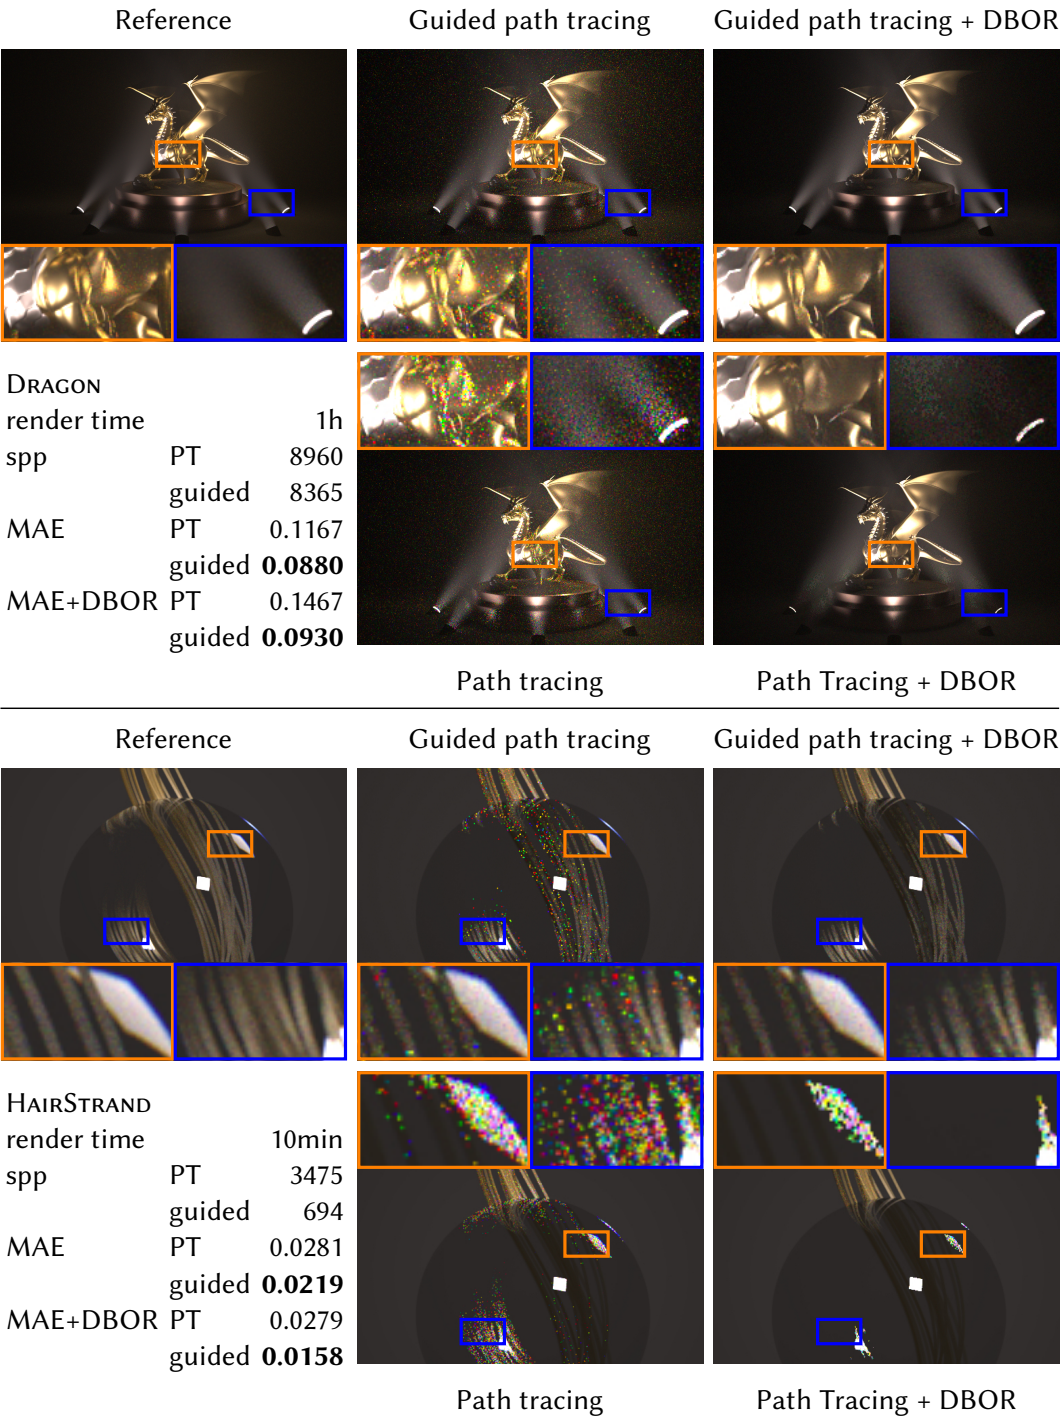 Reference Guided path tracing Guided path tracing + DBOR
DRAGON
render time 1h
spp PT 8960
guided 8365
MAE PT 0.1167
guided 0.0880
MAE+DBOR PT 0.1467
guided 0.0930
Path tracing Path Tracing + DBOR
Reference Guided path tracing Guided path tracing + DBOR
HAIRSTRAND
render time 10min
spp PT 3475
guided 694
MAE PT 0.0281
guided 0.0219
MAE+DBOR PT 0.0279
guided 0.0158
Path tracing Path Tracing + DBOR